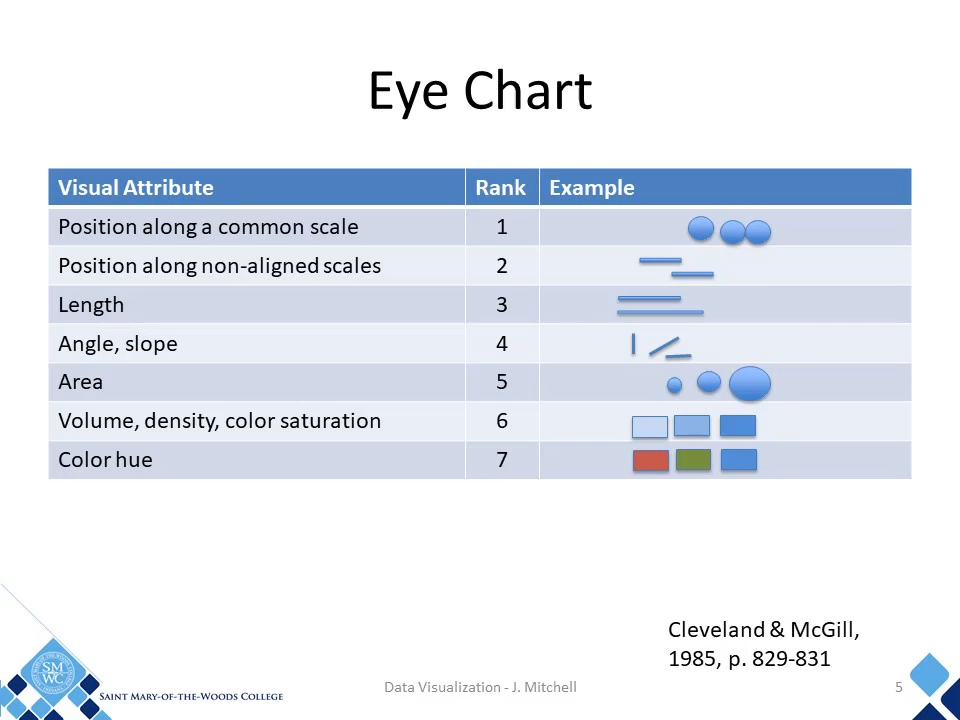 Eye Chart
Visual Attribute Rank Example
Position along a common scale 1
Position along non-aligned scales 2
Length 3
Angle, slope 4
Area 5
Volume, density, color saturation 6
Color hue 7
Cleveland & McGill,
1985, p. 829-831
SM
WC
SAINT MARY-OF-THE-WOODS COLLEGE
Data Visualization - J. Mitchell
5